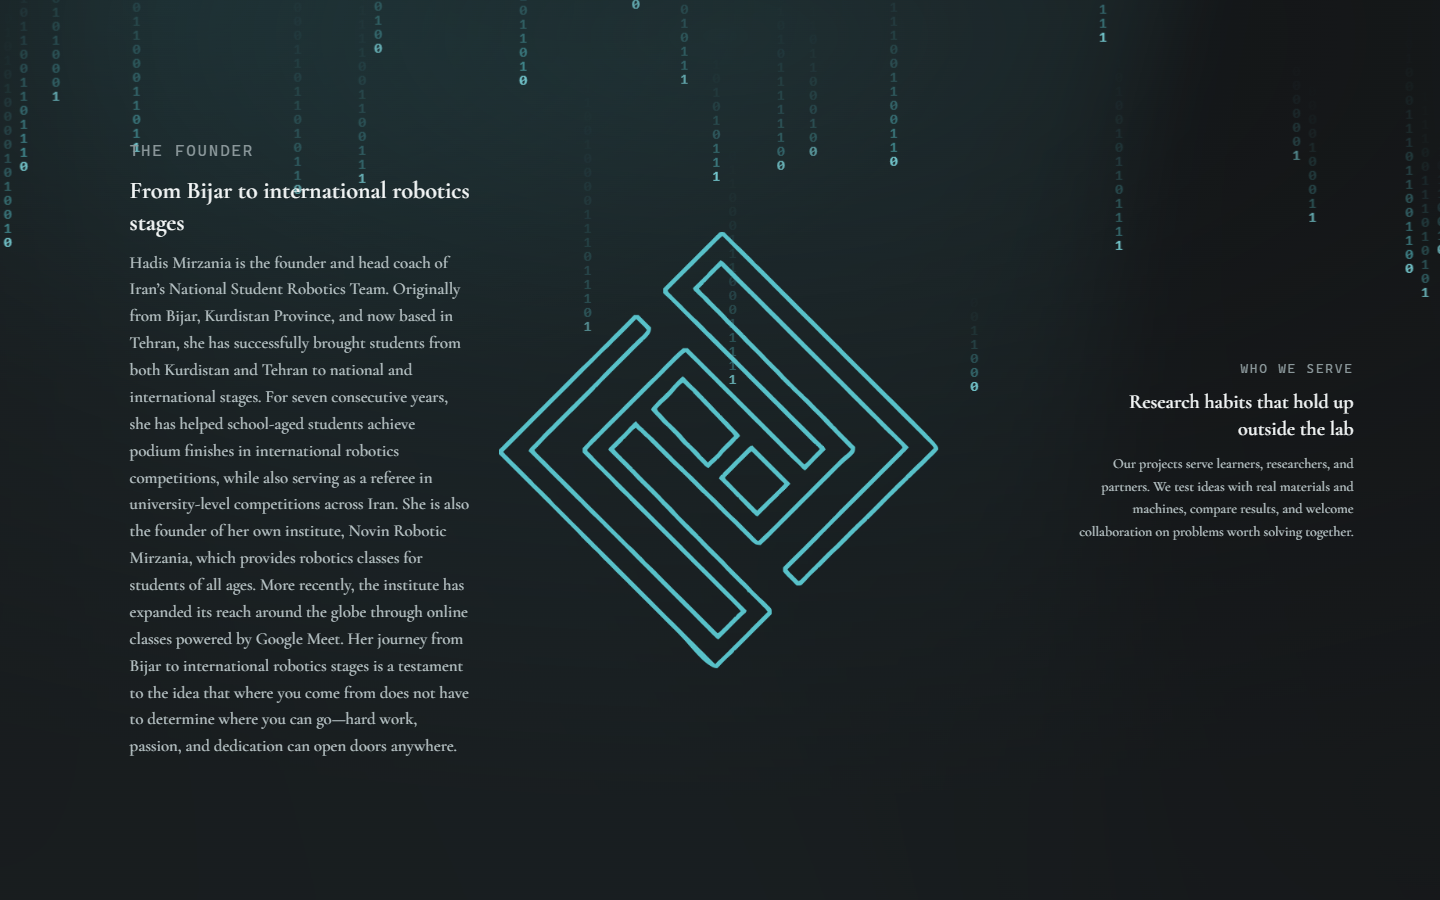 THE FOUNDER
From Bijar to international robotics
stages
Hadis Mirzania is the founder and head coach of
Iran’s National Student Robotics Team. Originally
from Bijar, Kurdistan Province, and now based in
Tehran, she has successfully brought students from
both Kurdistan and Tehran to national and
international stages. For seven consecutive years,
she has helped school-aged students achieve
podium finishes in international robotics
competitions, while also serving as a referee in
university-level competitions across Iran. She is also
the founder of her own institute, Novin Robotic
Mirzania, which provides robotics classes for
students of all ages. More recently, the institute has
expanded its reach around the globe through online
classes powered by Google Meet. Her journey from
Bijar to international robotics stages is a testament
to the idea that where you come from does not have
to determine where you can go—hard work,
passion, and dedication can open doors anywhere.
WHO WE SERVE
Research habits that hold up
outside the lab
Our projects serve learners, researchers, and
partners. We test ideas with real materials and
machines, compare results, and welcome
collaboration on problems worth solving together.